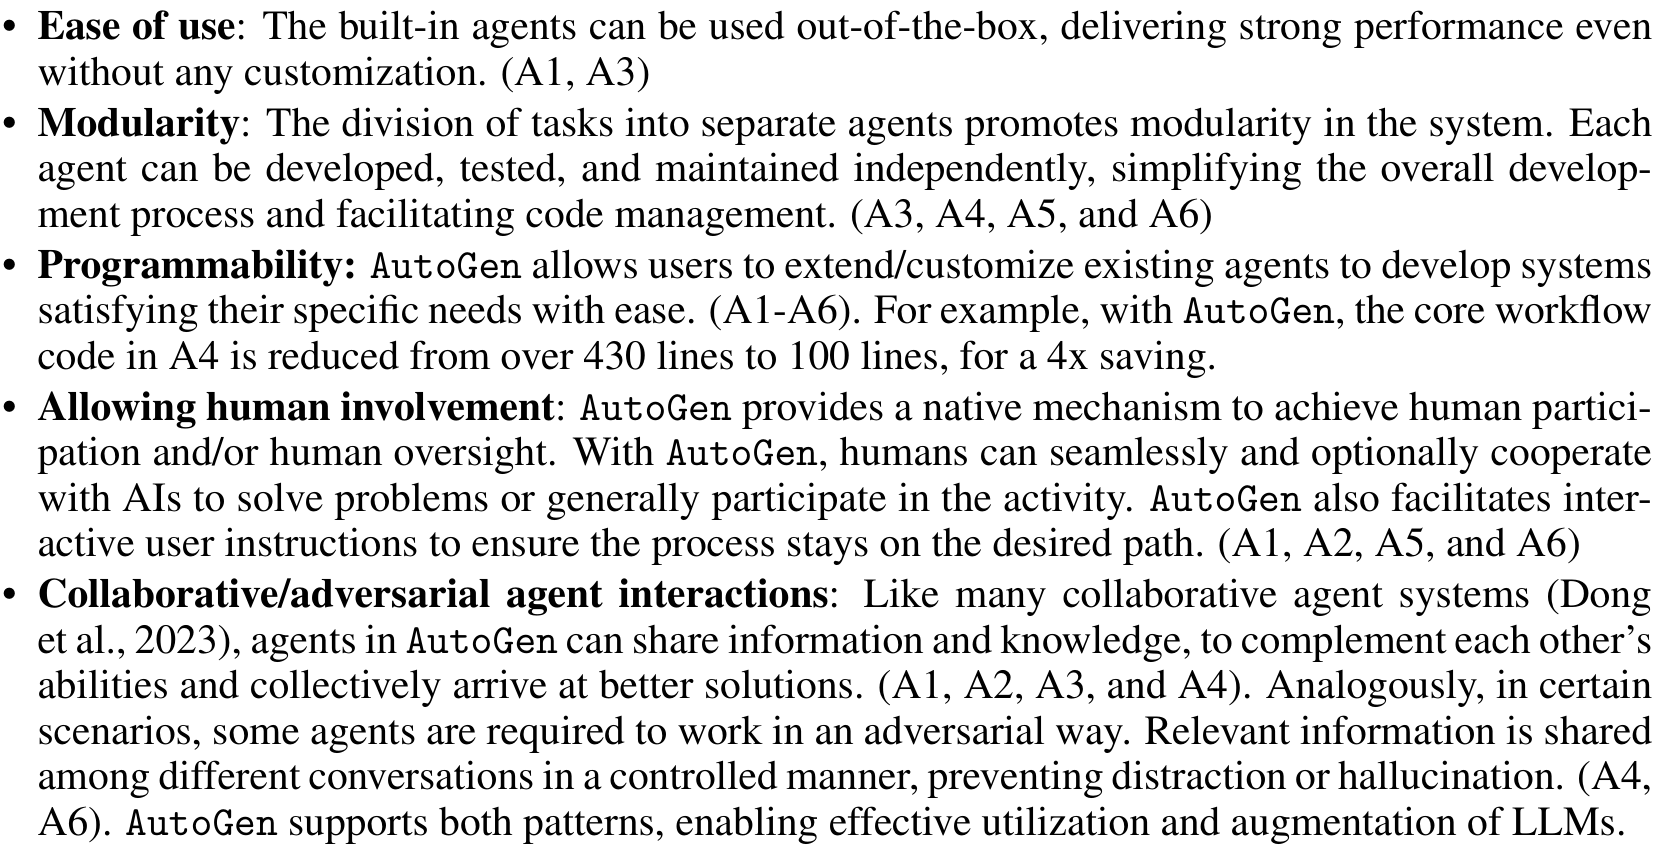 • Ease of use: The built-in agents can be used out-of-the-box, delivering strong performance even
without any customization. (A1, A3)
• Modularity: The division of tasks into separate agents promotes modularity in the system. Each
agent can be developed, tested, and maintained independently, simplifying the overall develop-
ment process and facilitating code management. (A3, A4, A5, and A6)
• Programmability: AutoGen allows users to extend/customize existing agents to develop systems
satisfying their specific needs with ease. (A1-A6). For example, with AutoGen, the core workflow
code in A4 is reduced from over 430 lines to 100 lines, for a 4x saving.
• Allowing human involvement: AutoGen provides a native mechanism to achieve human partici-
pation and/or human oversight. With AutoGen, humans can seamlessly and optionally cooperate
with AIs to solve problems or generally participate in the activity. AutoGen also facilitates inter-
active user instructions to ensure the process stays on the desired path. (A1, A2, A5, and A6)
• Collaborative/adversarial agent interactions: Like many collaborative agent systems (Dong
et al., 2023), agents in AutoGen can share information and knowledge, to complement each other’s
abilities and collectively arrive at better solutions. (A1, A2, A3, and A4). Analogously, in certain
scenarios, some agents are required to work in an adversarial way. Relevant information is shared
among different conversations in a controlled manner, preventing distraction or hallucination. (A4,
A6). AutoGen supports both patterns, enabling effective utilization and augmentation of LLMs.